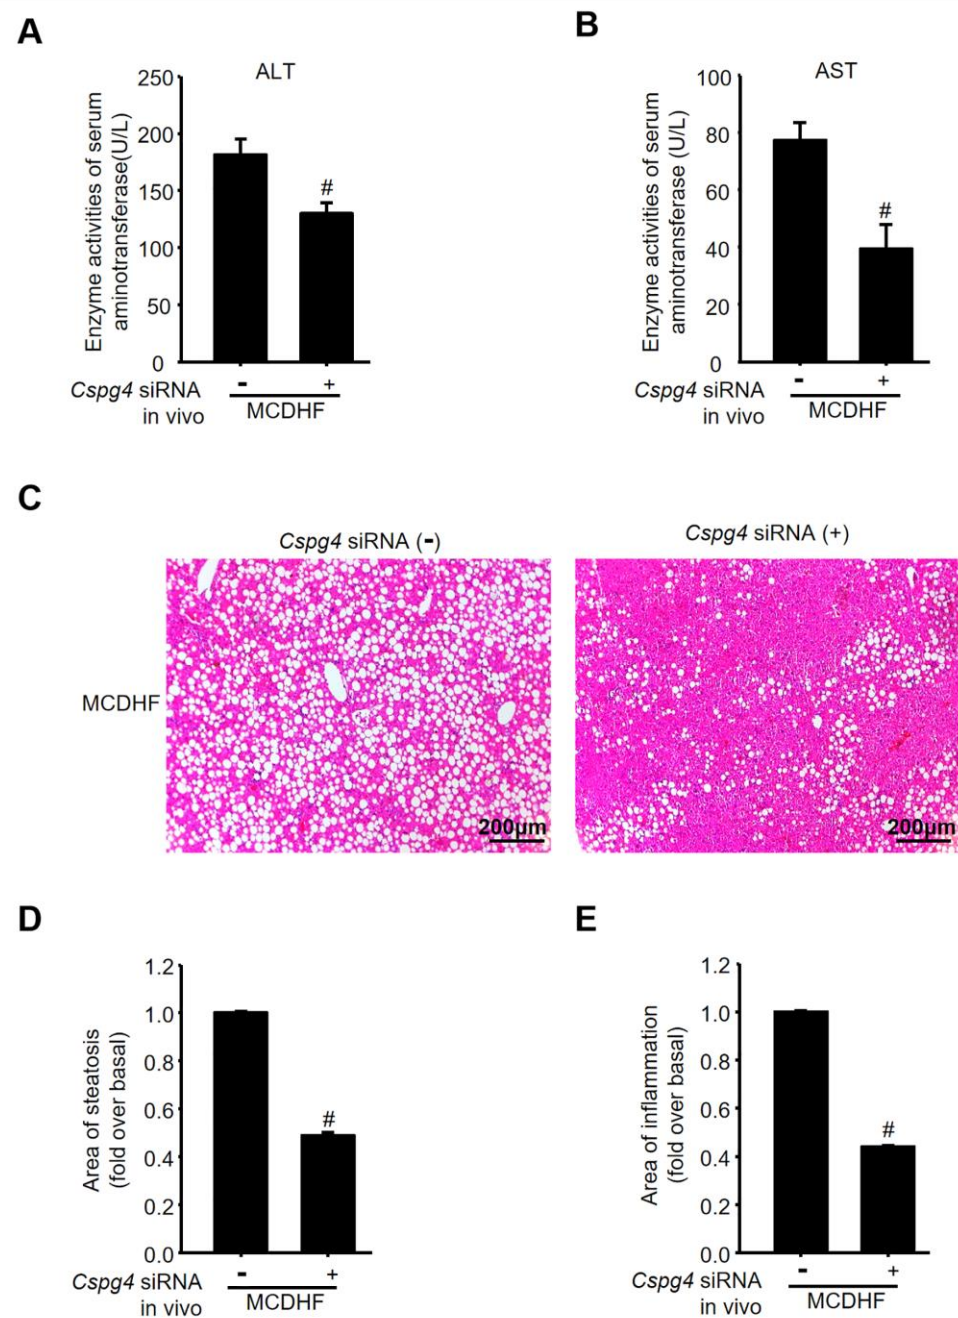 A
ALT
Enzyme activities of serum
aminotransferase(U/L)
250
200
150
100
50
0
#
Cspg4 siRNA
in vivo
- +
MCDHF
B
AST
Enzyme activities of serum
aminotransferase (U/L)
100
80
60
40
20
0
#
Cspg4 siRNA
in vivo
- +
MCDHF
C
Cspg4 siRNA (-)
Cspg4 siRNA (+)
MCDHF
200µm
200µm
D
Area of steatosis
(fold over basal)
1.2
1.0
0.8
0.6
0.4
0.2
0.0
#
Cspg4 siRNA
in vivo
- +
MCDHF
E
Area of inflammation
(fold over basal)
1.2
1.0
0.8
0.6
0.4
0.2
0.0
#
Cspg4 siRNA
in vivo
- +
MCDHF